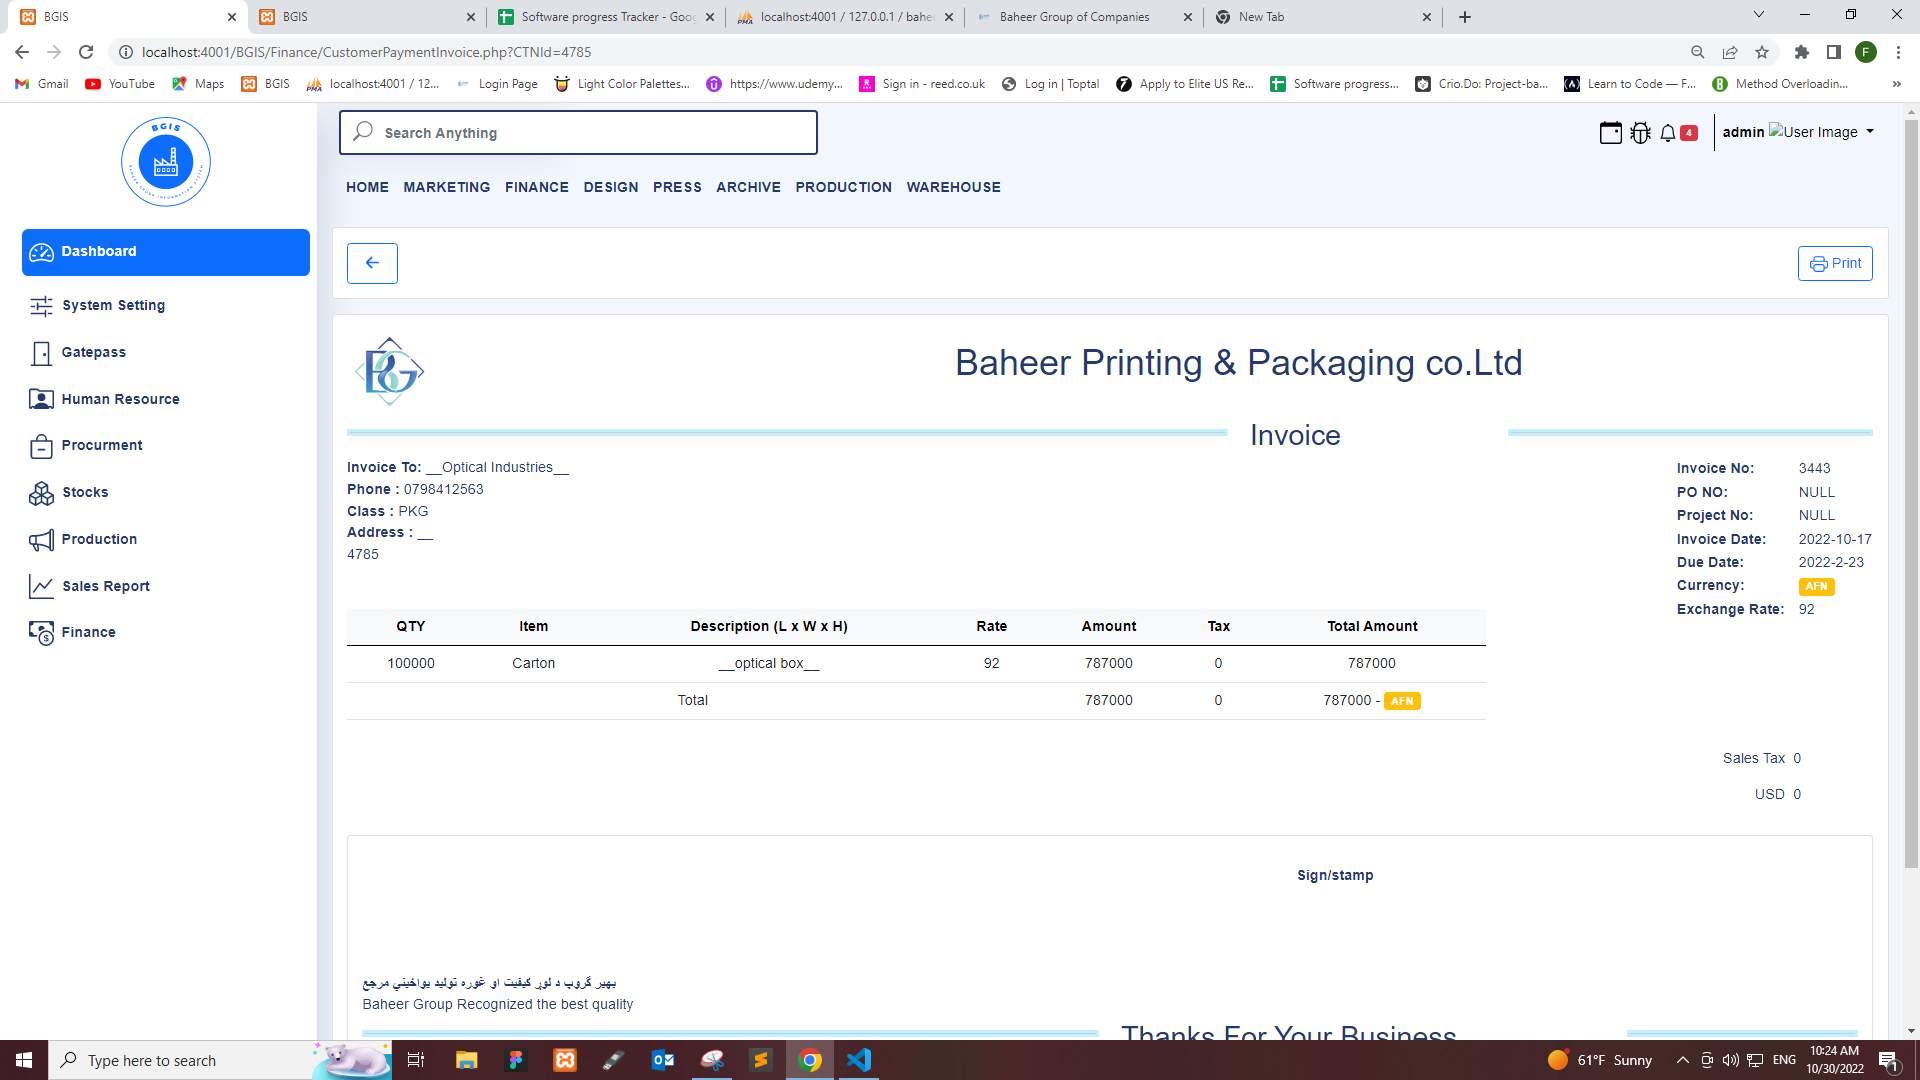 BGIS
BGIS
Software progress Tracker - Goog
localhost:4001 / 127.0.0.1 / bahee
Baheer Group of Companies
New Tab
localhost:4001/BGIS/Finance/CustomerPaymentInvoice.php?CTNId=4785
F
Gmail
YouTube
Maps
BGIS
localhost:4001 / 12...
Login Page
Light Color Palettes...
https://www.udemy...
Sign in - reed.co.uk
Log in | Toptal
Apply to Elite US Re...
Software progress...
Crio.Do: Project-ba...
Learn to Code — F...
Method Overloadin...
»
BGIS
BAHEER GROUP INFORMATION SYSTEM
Search Anything
4
admin
User Image
HOME MARKETING FINANCE DESIGN PRESS ARCHIVE PRODUCTION WAREHOUSE
Dashboard
System Setting
Gatepass
Human Resource
Procurment
Stocks
Production
Sales Report
Finance
Print
BG
Baheer Printing & Packaging co.Ltd
Invoice
Invoice To: __Optical Industries__
Phone : 0798412563
Class : PKG
Address : __
4785
Invoice No: 3443
PO NO: NULL
Project No: NULL
Invoice Date: 2022-10-17
Due Date: 2022-2-23
Currency: AFN
Exchange Rate: 92
QTY Item Description (L x W x H) Rate Amount Tax Total Amount
100000 Carton __optical box__ 92 787000 0 787000
Total 787000 0 787000 - AFN
Sales Tax 0
USD 0
Sign/stamp
بهیر گروپ د لوړ کیفیت او غوره تولید یواځیني مرجع
Baheer Group Recognized the best quality
Thanks For Your Business
Type here to search
61°F Sunny
ENG
10:24 AM
10/30/2022
1